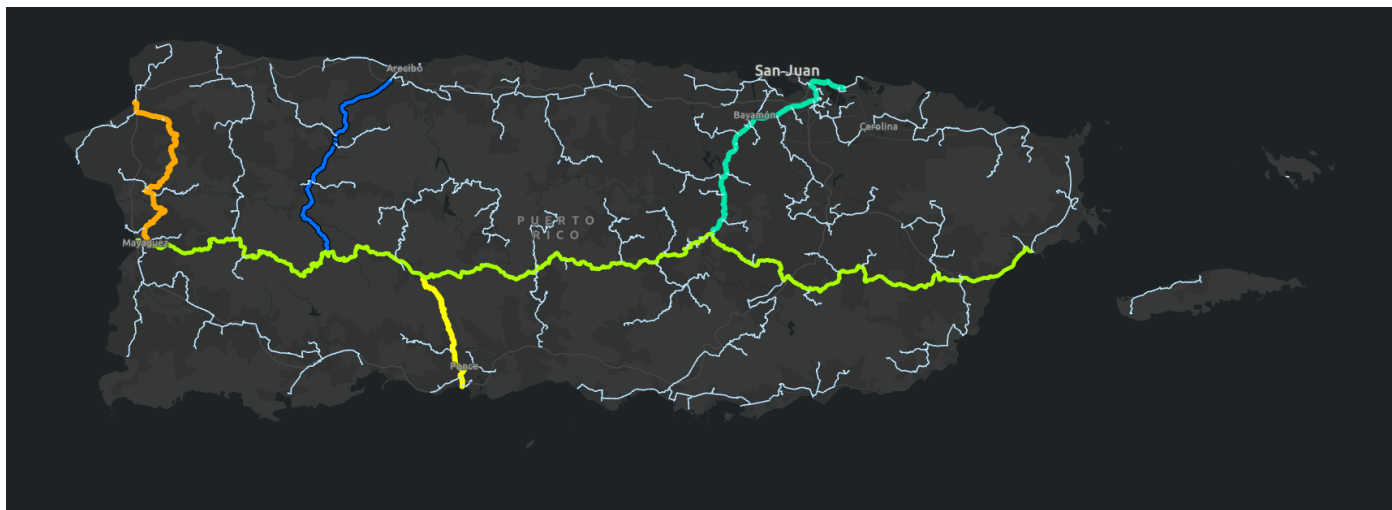 Arecibo
San Juan
Bayamón
Carolina
PUERTO
RICO
Mayagüez
Ponce